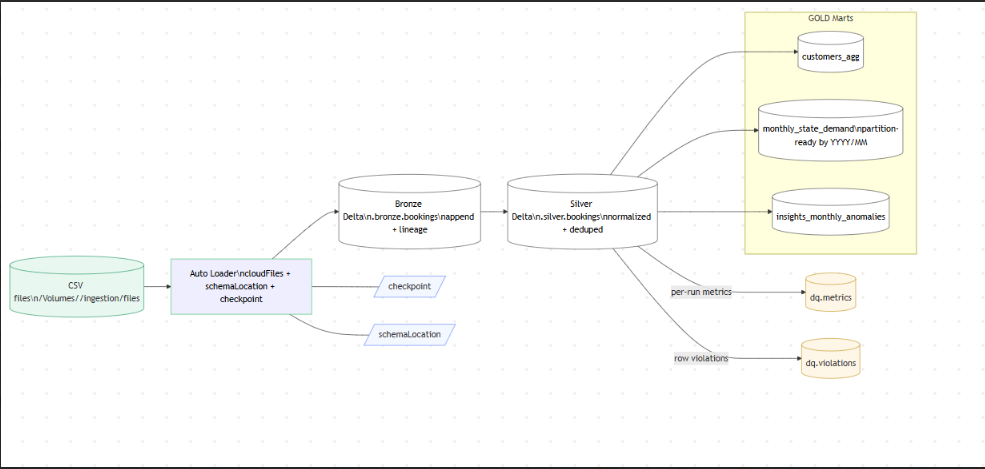 GOLD Marts
customers_agg
monthly_state_demand\npartition-
ready by YYYY/MM
insights_monthly_anomalies
Bronze
Delta\n.bronze.bookings\nappend
+ lineage
Silver
Delta\n.silver.bookings\nnormalized
+ deduped
CSV
files\n/Volumes//ingestion/files
Auto Loader\ncloudFiles +
schemaLocation +
checkpoint
checkpoint
schemaLocation
per-run metrics
dq.metrics
row violations
dq.violations